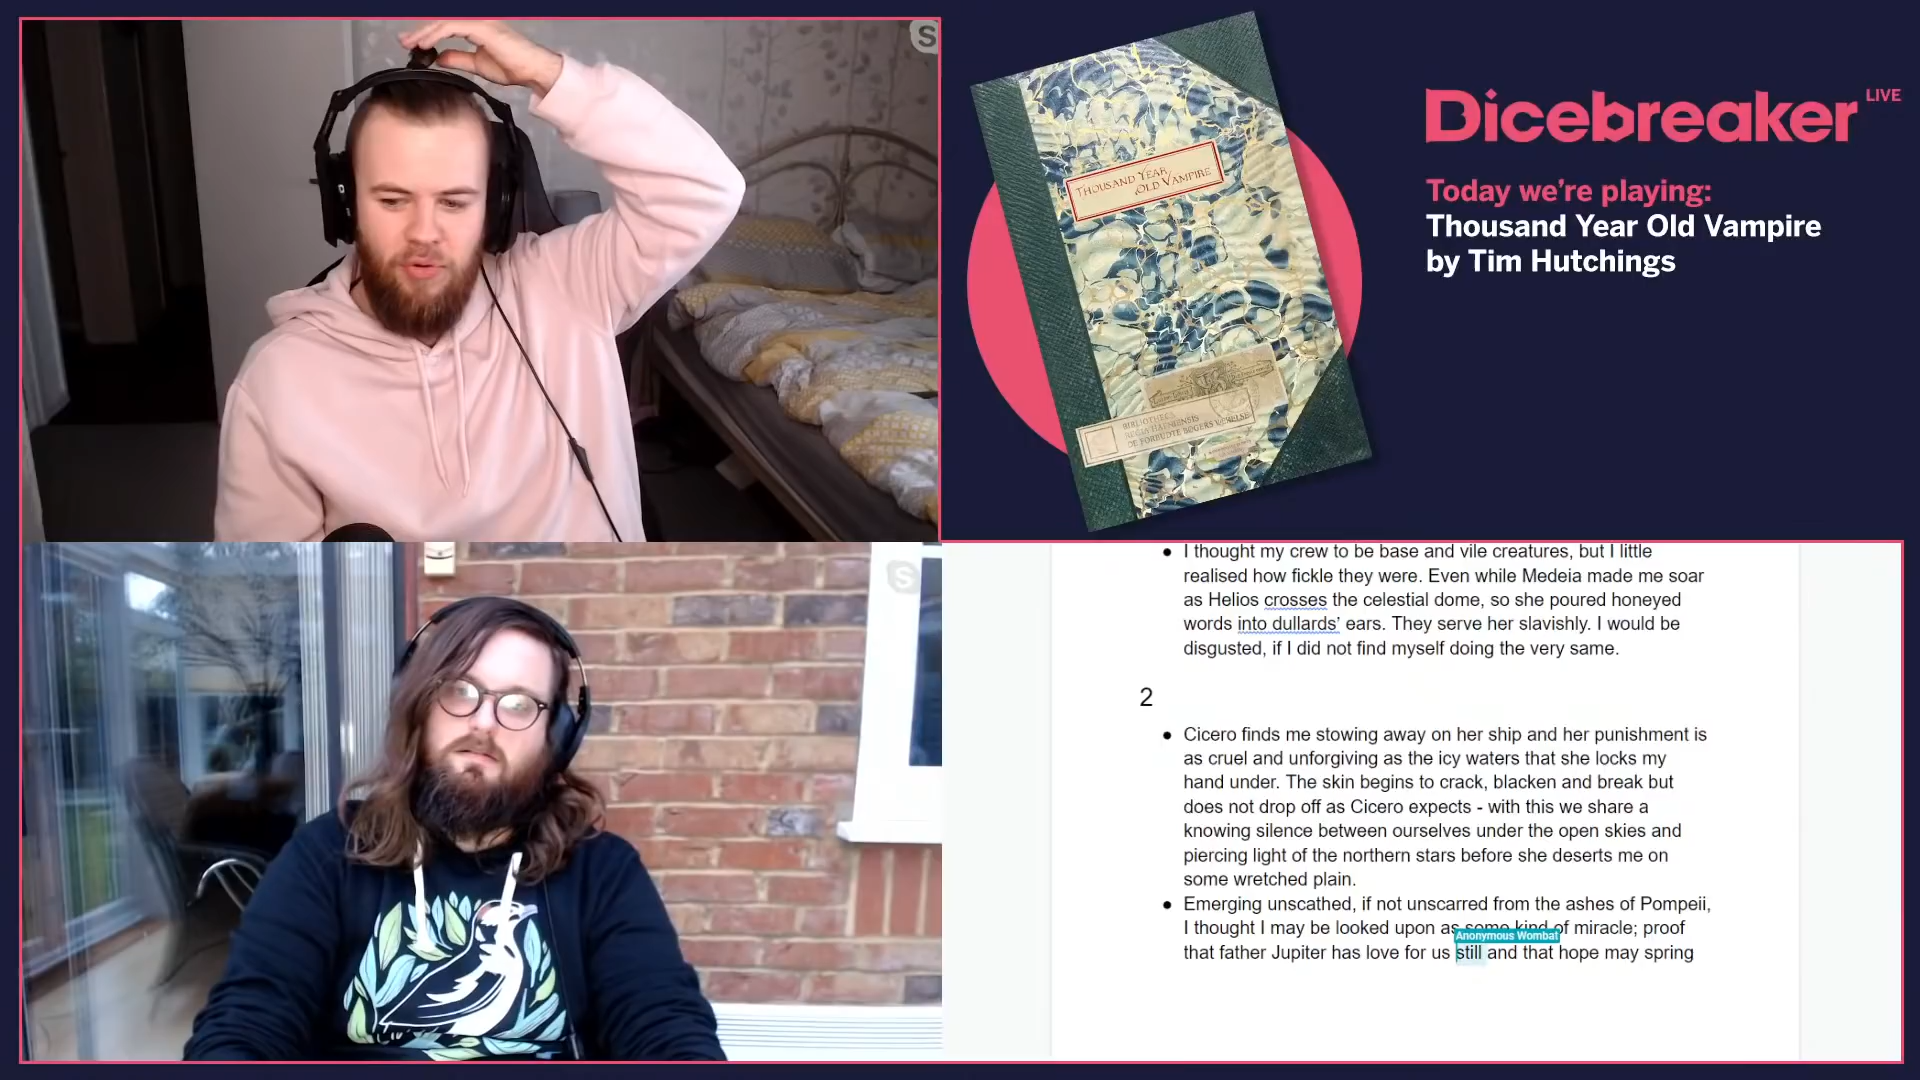 Dicebreaker LIVE
Today we're playing:
Thousand Year Old Vampire
by Tim Hutchings
THOUSAND YEAR
OLD VAMPIRE
BIBLIOTHECA
REGIA HAFNIENSIS
DE FORBUDTE BOGERS VÆRELSE
I thought my crew to be base and vile creatures, but I little
realised how fickle they were. Even while Medeia made me soar
as Helios crosses the celestial dome, so she poured honeyed
words into dullards’ ears. They serve her slavishly. I would be
disgusted, if I did not find myself doing the very same.
2
Cicero finds me stowing away on her ship and her punishment is
as cruel and unforgiving as the icy waters that she locks my
hand under. The skin begins to crack, blacken and break but
does not drop off as Cicero expects - with this we share a
knowing silence between ourselves under the open skies and
piercing light of the northern stars before she deserts me on
some wretched plain.
Emerging unscathed, if not unscarred from the ashes of Pompeii,
I thought I may be looked upon as some kind of miracle; proof
Anonymous Wombat
that father Jupiter has love for us still and that hope may spring
S
S